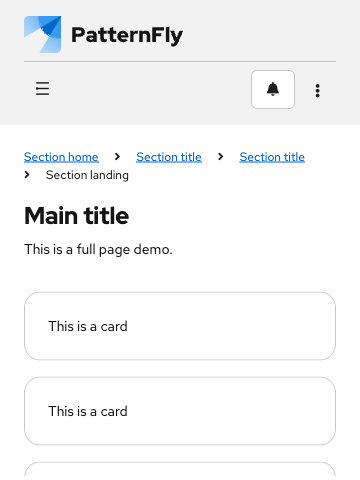 PatternFly
Section home Section title Section title
Section landing
Main title
This is a full page demo.
This is a card
This is a card